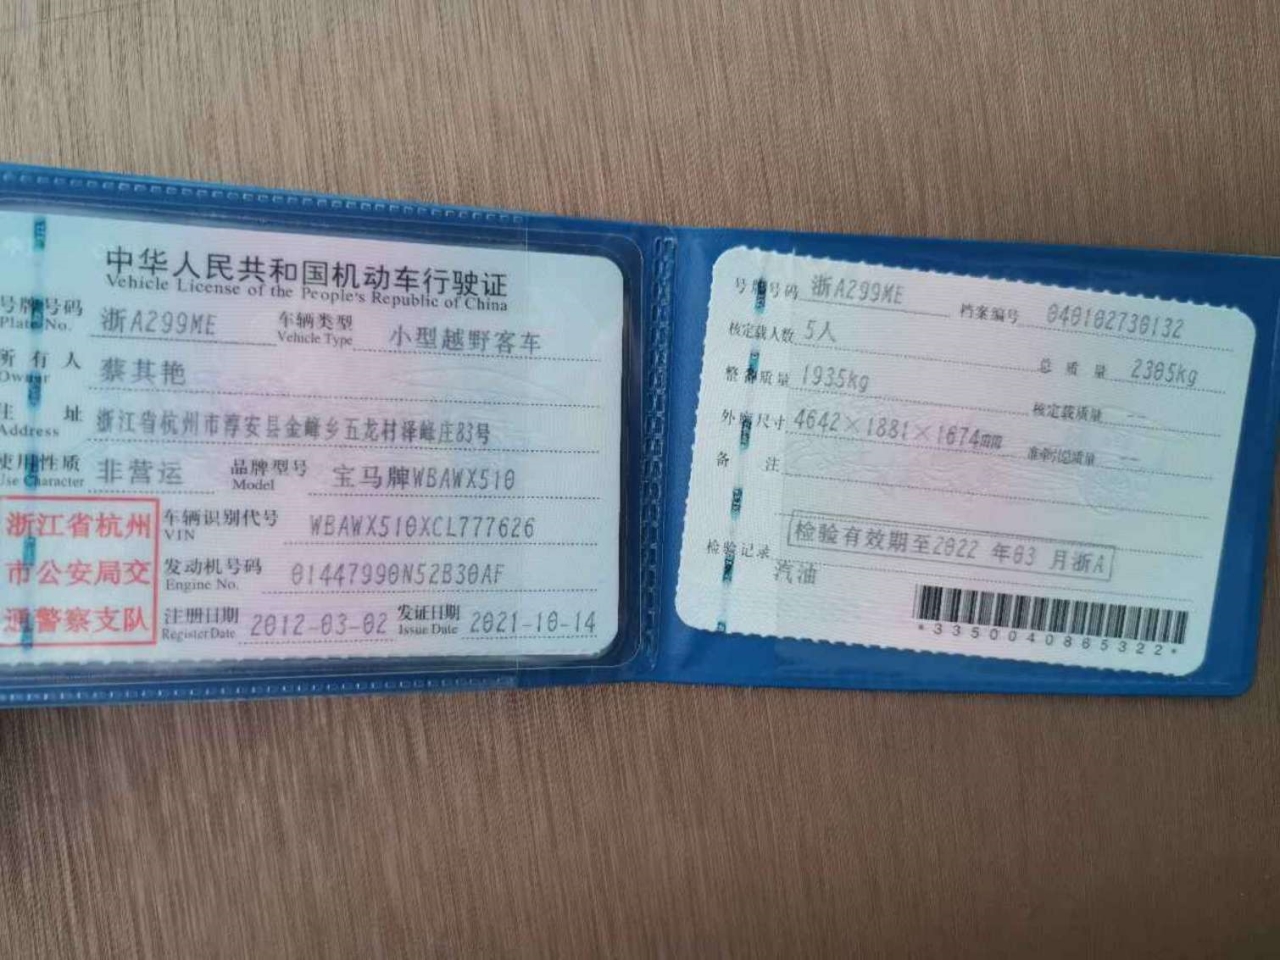 中华人民共和国机动车行驶证
Vehicle License of the People's Republic of China
号牌号码 浙A299ME 车辆类型 小型越野客车
Plate No. Vehicle Type
所有人 蔡其艳
Owner
住址 浙江省杭州市淳安县金峰乡五龙村祥峰庄83号
Address
使用性质 非营运 品牌型号 宝马牌WBAWX510
Use Character Model
浙江省杭州
市公安局交
通警察支队
车辆识别代号 WBAWX510XCL777626
VIN
发动机号码 01447990N52B30AF
Engine No.
注册日期 2012-03-02 发证日期 2021-10-14
Register Date Issue Date
号牌号码 浙A299ME 档案编号 040102730132
核定载人数 5人 总质量 2305kg
整备质量 1935kg 核定载质量 --
外廓尺寸 4642×1881×1674mm 准牵引总质量 --
备注
检验记录 检验有效期至2022年03月浙A
汽油
*3350040865322*